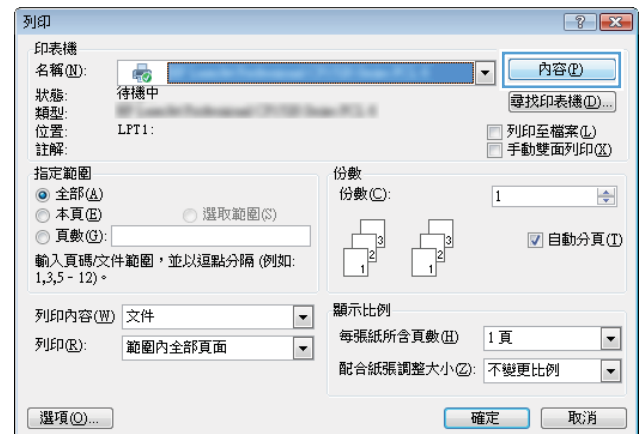 列印
印表機
名稱(N):
內容(P)
狀態: 待機中
尋找印表機(D)...
類型:
位置: LPT1:
列印至檔案(L)
註解:
手動雙面列印(X)
指定範圍
全部(A)
本頁(E) 選取範圍(S)
頁數(G):
輸入頁碼/文件範圍,並以逗點分隔 (例如:
1,3,5 - 12)。
份數
份數(C): 1
3 3
2 2
1 1
自動分頁(T)
列印內容(W) 文件
列印(R): 範圍內全部頁面
顯示比例
每張紙所含頁數(H) 1 頁
配合紙張調整大小(Z): 不變更比例
選項(O)... 確定 取消